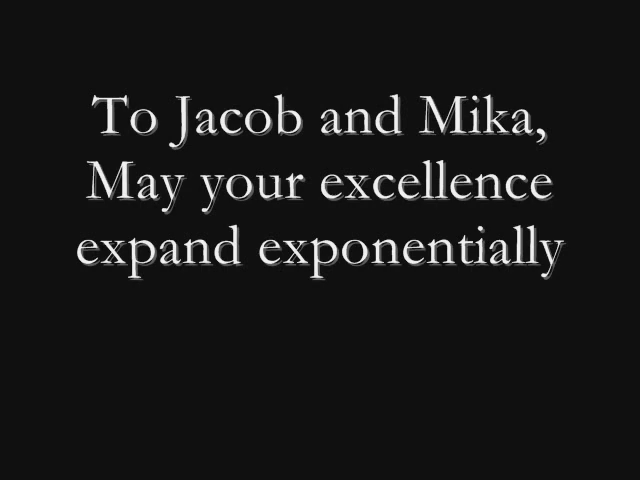 To Jacob and Mika,
May your excellence
expand exponentially